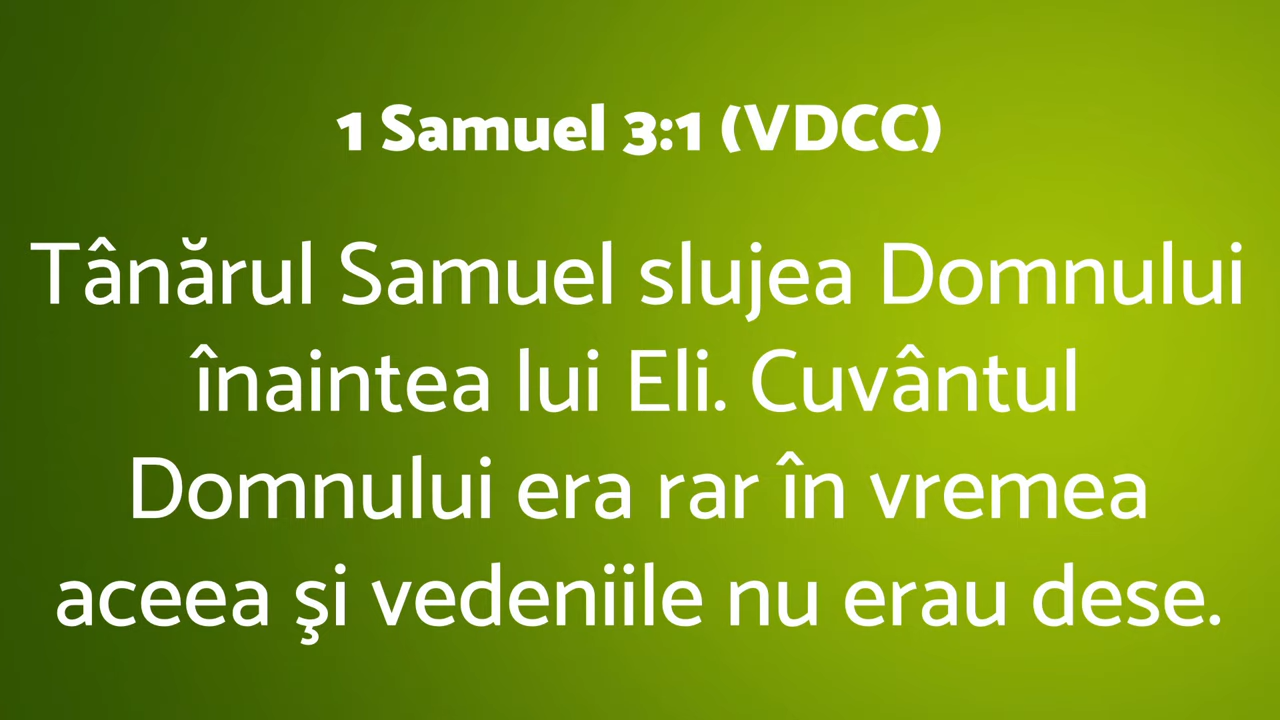 1 Samuel 3:1 (VDCC)
Tânărul Samuel slujea Domnului
înaintea lui Eli. Cuvântul
Domnului era rar în vremea
aceea şi vedeniile nu erau dese.